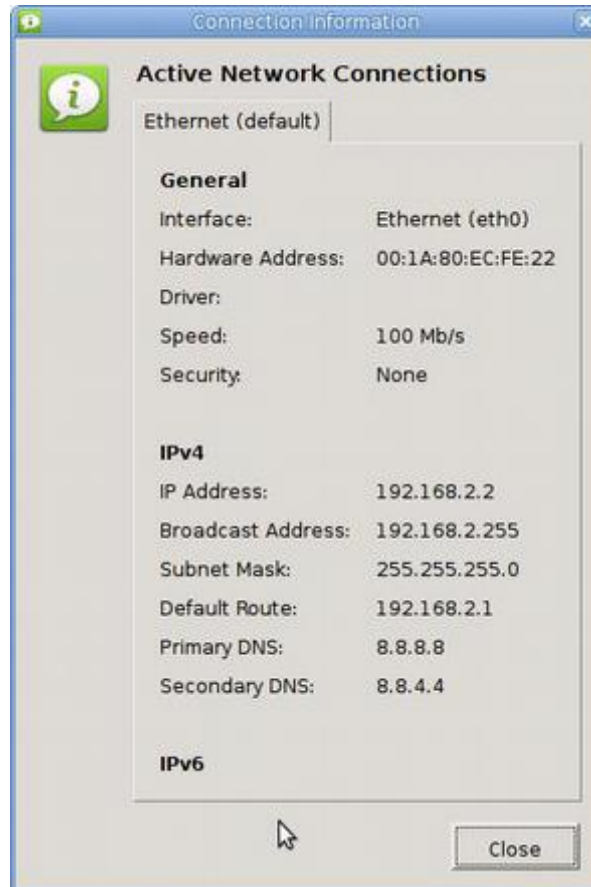 Connection Information
Active Network Connections
Ethernet (default)
General
Interface: Ethernet (eth0)
Hardware Address: 00:1A:80:EC:FE:22
Driver:
Speed: 100 Mb/s
Security: None
IPv4
IP Address: 192.168.2.2
Broadcast Address: 192.168.2.255
Subnet Mask: 255.255.255.0
Default Route: 192.168.2.1
Primary DNS: 8.8.8.8
Secondary DNS: 8.8.4.4
IPv6
Close